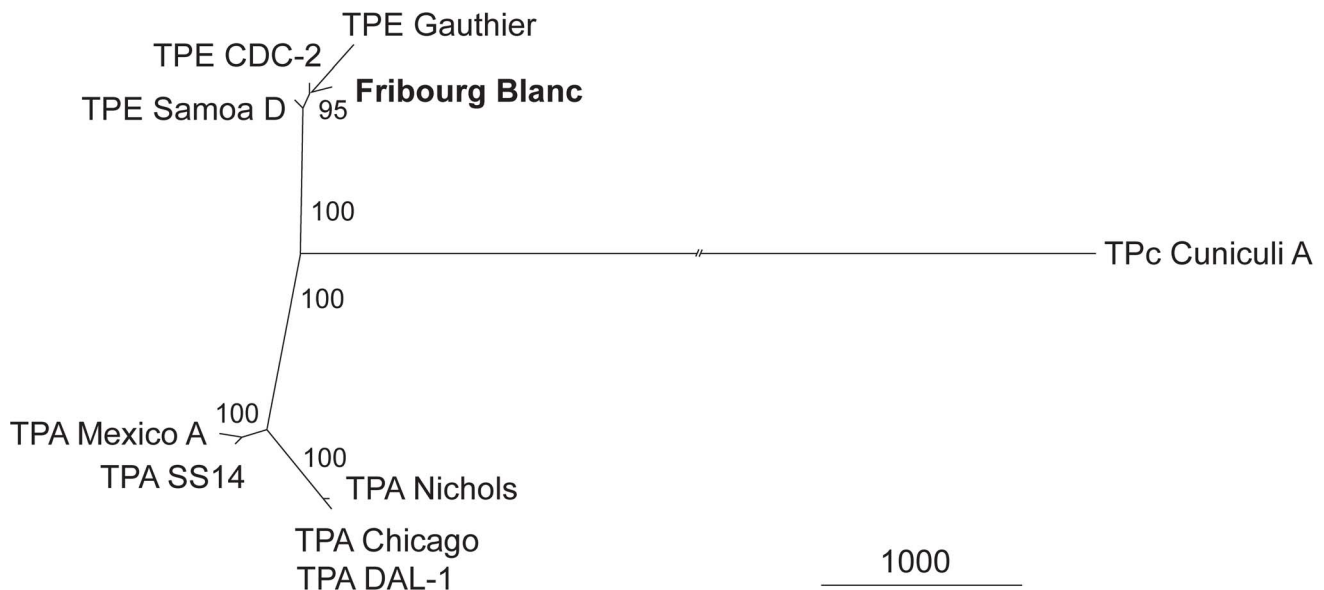 TPE Gauthier
TPE CDC-2
Fribourg Blanc
TPE Samoa D
95
100
TPc Cuniculi A
100
100
TPA Mexico A
100
TPA SS14
TPA Nichols
TPA Chicago
1000
TPA DAL-1